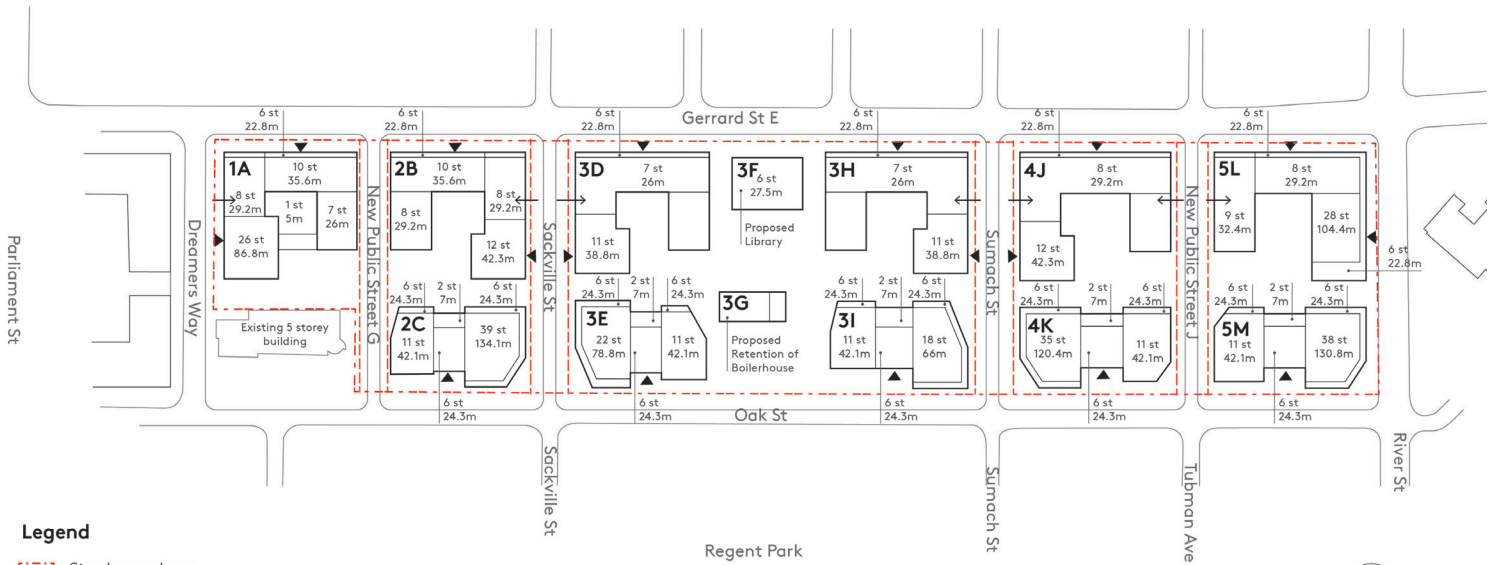 Gerrard St E
Parliament St
Dreamers Way
New Public Street G
Sackville St
Sumach St
New Public Street J
6 st
22.8m
6 st
22.8m
6 st
22.8m
6 st
22.8m
6 st
22.8m
6 st
22.8m
1A
10 st
35.6m
8 st
29.2m
1 st
5m
7 st
26m
26 st
86.8m
Existing 5 storey
building
2B
10 st
35.6m
8 st
29.2m
8 st
29.2m
12 st
42.3m
3D
7 st
26m
11 st
38.8m
3F
6 st
27.5m
Proposed
Library
3H
7 st
26m
11 st
38.8m
4J
8 st
29.2m
12 st
42.3m
5L
8 st
29.2m
9 st
32.4m
28 st
104.4m
6 st
22.8m
6 st
24.3m
2 st
7m
6 st
24.3m
2C
11 st
42.1m
39 st
134.1m
6 st
24.3m
6 st
24.3m
2 st
7m
6 st
24.3m
3E
22 st
78.8m
11 st
42.1m
6 st
24.3m
3G
Proposed
Retention of
Boilerhouse
6 st
24.3m
2 st
7m
6 st
24.3m
3I
11 st
42.1m
18 st
66m
6 st
24.3m
6 st
24.3m
2 st
7m
6 st
24.3m
4K
35 st
120.4m
11 st
42.1m
6 st
24.3m
6 st
24.3m
2 st
7m
6 st
24.3m
5M
11 st
42.1m
38 st
130.8m
6 st
24.3m
Oak St
Sackville St
Sumach St
Tubman Ave
River St
Regent Park
Legend